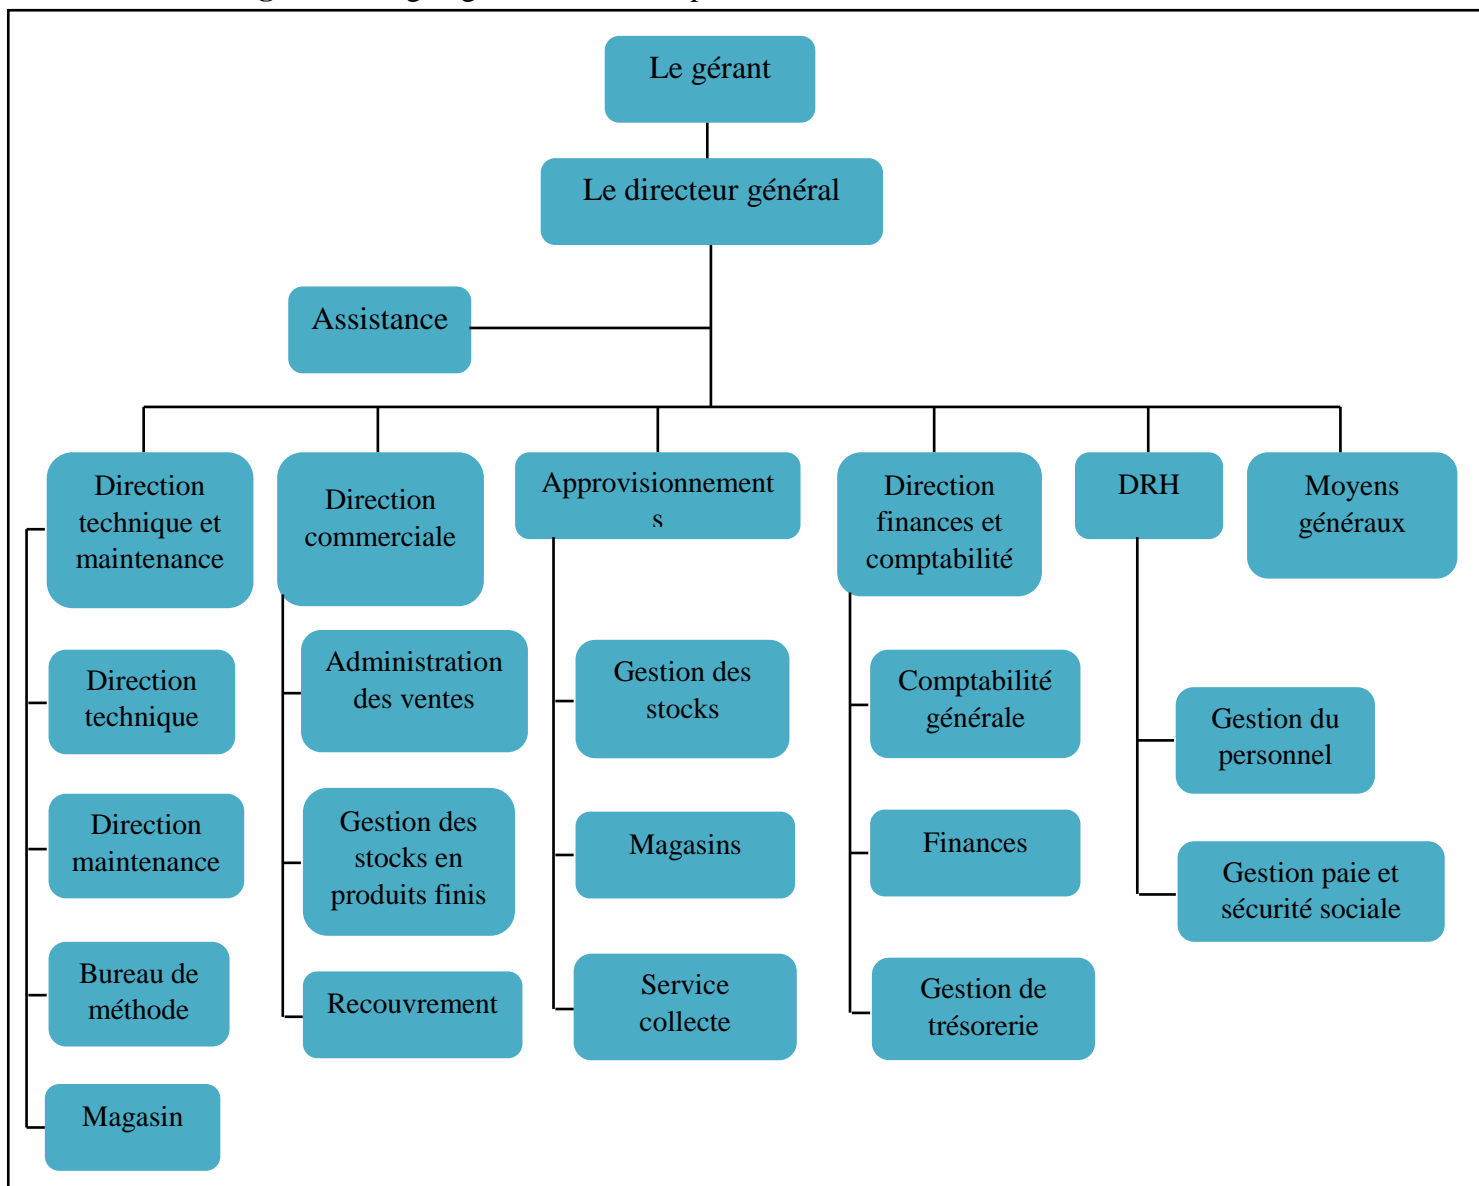 Le gérant
Le directeur général
Assistance
Direction
technique et
maintenance
Direction
commerciale
Approvisionnement
s
Direction
finances et
comptabilité
DRH
Moyens
généraux
Direction
technique
Direction
maintenance
Bureau de
méthode
Magasin
Administration
des ventes
Gestion des
stocks en
produits finis
Recouvrement
Gestion des
stocks
Magasins
Service
collecte
Comptabilité
générale
Finances
Gestion de
trésorerie
Gestion du
personnel
Gestion paie et
sécurité sociale